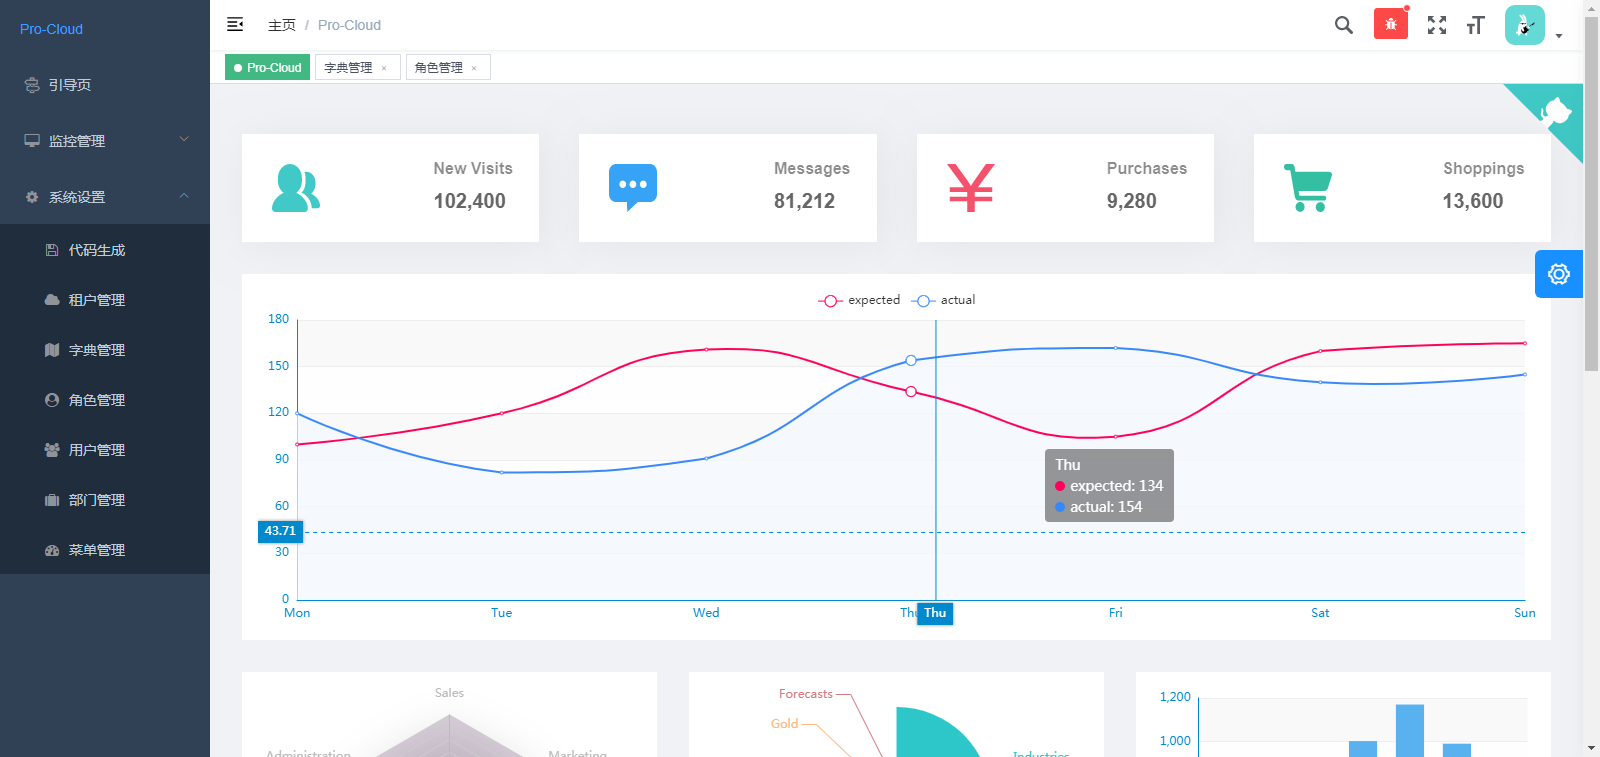 Pro-Cloud
引导页
监控管理
系统设置
代码生成
租户管理
字典管理
角色管理
用户管理
部门管理
菜单管理
主页 / Pro-Cloud
Pro-Cloud
字典管理 ×
角色管理 ×
New Visits
102,400
Messages
81,212
Purchases
9,280
Shoppings
13,600
expected
actual
180
150
120
90
60
43.71
30
0
Mon
Tue
Wed
Thu
Thu
Fri
Sat
Sun
Thu
expected: 134
actual: 154
Sales
Administration
Marketing
Forecasts
Gold
Industries
1,200
1,000